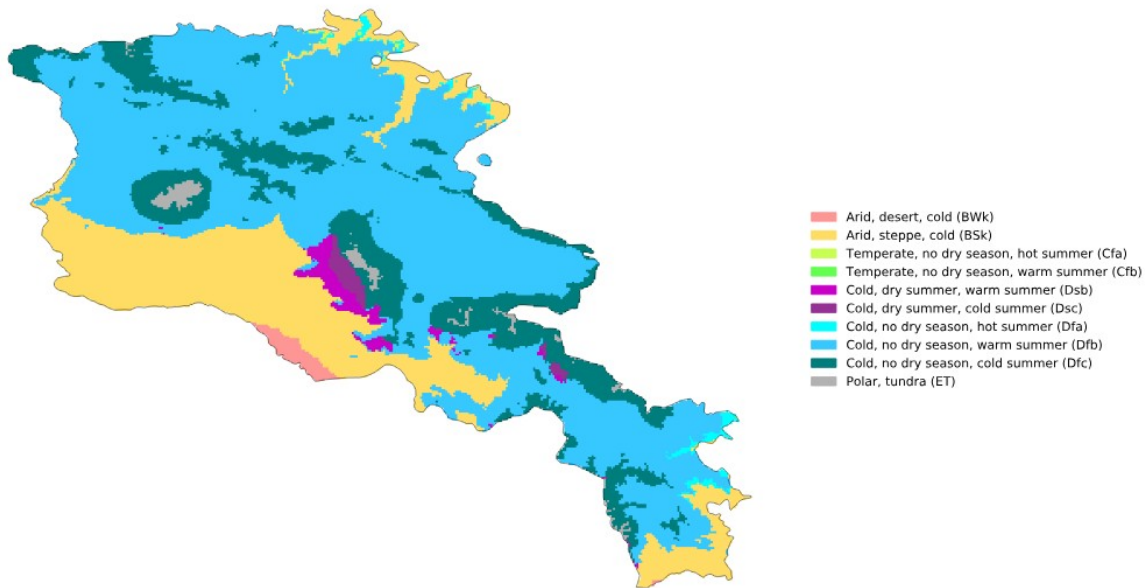 Arid, desert, cold (BWk)
Arid, steppe, cold (BSk)
Temperate, no dry season, hot summer (Cfa)
Temperate, no dry season, warm summer (Cfb)
Cold, dry summer, warm summer (Dsb)
Cold, dry summer, cold summer (Dsc)
Cold, no dry season, hot summer (Dfa)
Cold, no dry season, warm summer (Dfb)
Cold, no dry season, cold summer (Dfc)
Polar, tundra (ET)